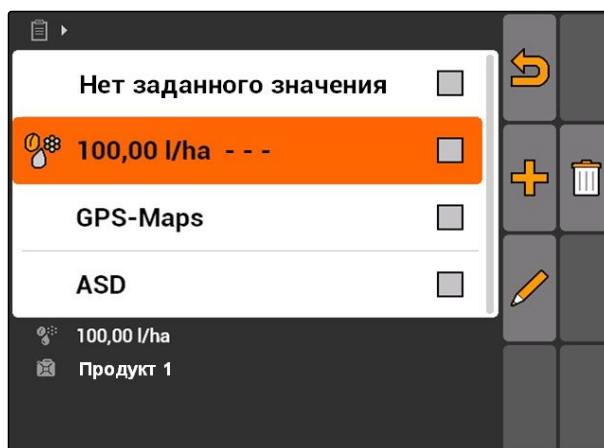 Нет заданного значения
100,00 l/ha - - -
GPS-Maps
ASD
100,00 l/ha
Продукт 1